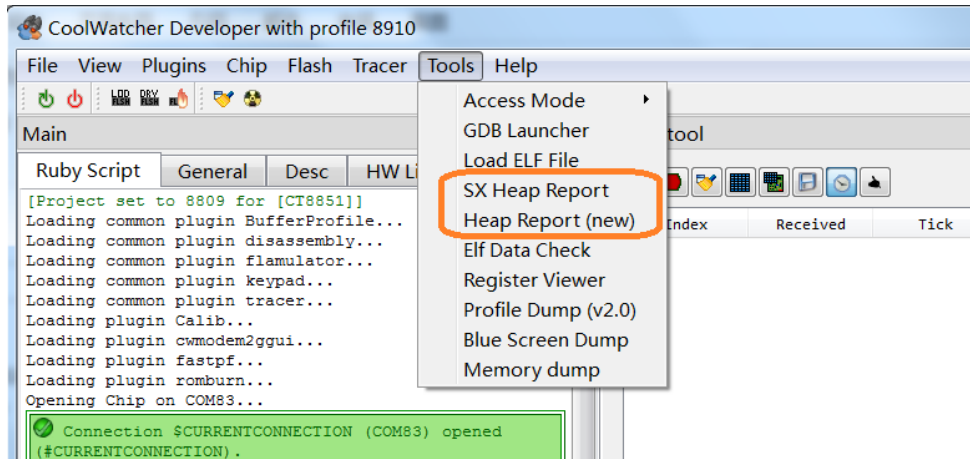 CoolWatcher Developer with profile 8910
File View Plugins Chip Flash Tracer Tools Help
Access Mode
GDB Launcher
Load ELF File
SX Heap Report
Heap Report (new)
Elf Data Check
Register Viewer
Profile Dump (v2.0)
Blue Screen Dump
Memory dump
Main
tool
Ruby Script General Desc HW Li
Index Received Tick
[Project set to 8809 for [CT8851]]
Loading common plugin BufferProfile...
Loading common plugin disassembly...
Loading common plugin flamulator...
Loading common plugin keypad...
Loading common plugin tracer...
Loading plugin Calib...
Loading plugin cwmodem2ggui...
Loading plugin fastpf...
Loading plugin romburn...
Opening Chip on COM83...
Connection $CURRENTCONNECTION (COM83) opened
(#CURRENTCONNECTION).